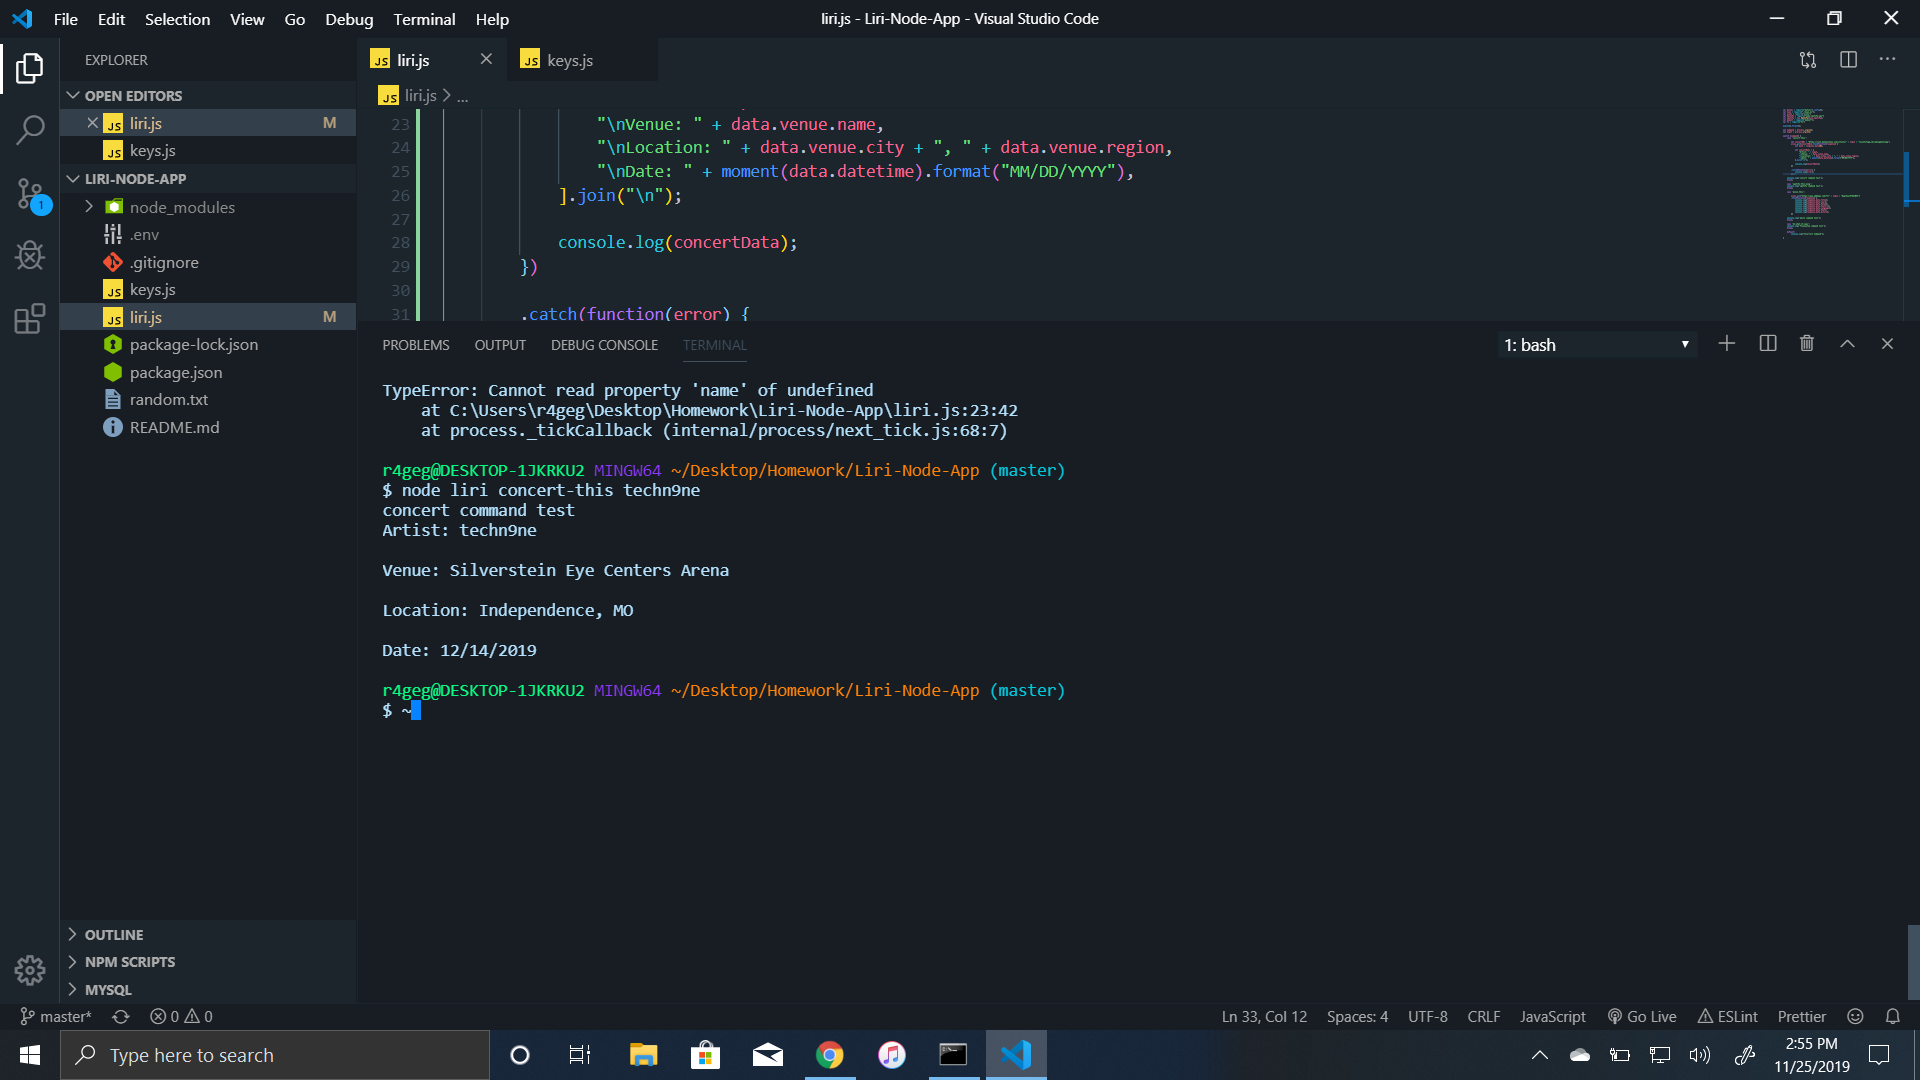 File Edit Selection View Go Debug Terminal Help
liri.js - Liri-Node-App - Visual Studio Code
EXPLORER
OPEN EDITORS
JS liri.js M
JS keys.js
LIRI-NODE-APP
node_modules
.env
.gitignore
JS keys.js
JS liri.js M
package-lock.json
package.json
random.txt
README.md
OUTLINE
NPM SCRIPTS
MYSQL
1
JS liri.js
JS keys.js
JS liri.js > ...
23 "\nVenue: " + data.venue.name,
24 "\nLocation: " + data.venue.city + ", " + data.venue.region,
25 "\nDate: " + moment(data.datetime).format("MM/DD/YYYY"),
26 ].join("\n");
27
28 console.log(concertData);
29 })
30
31 .catch(function(error) {
PROBLEMS OUTPUT DEBUG CONSOLE TERMINAL
1: bash
TypeError: Cannot read property 'name' of undefined
at C:\Users\r4geg\Desktop\Homework\Liri-Node-App\liri.js:23:42
at process._tickCallback (internal/process/next_tick.js:68:7)
r4geg@DESKTOP-1JKRKU2 MINGW64 ~/Desktop/Homework/Liri-Node-App (master)
$ node liri concert-this techn9ne
concert command test
Artist: techn9ne
Venue: Silverstein Eye Centers Arena
Location: Independence, MO
Date: 12/14/2019
r4geg@DESKTOP-1JKRKU2 MINGW64 ~/Desktop/Homework/Liri-Node-App (master)
$ ~
master* 0 0
Ln 33, Col 12 Spaces: 4 UTF-8 CRLF JavaScript Go Live ESLint Prettier
Type here to search
2:55 PM
11/25/2019